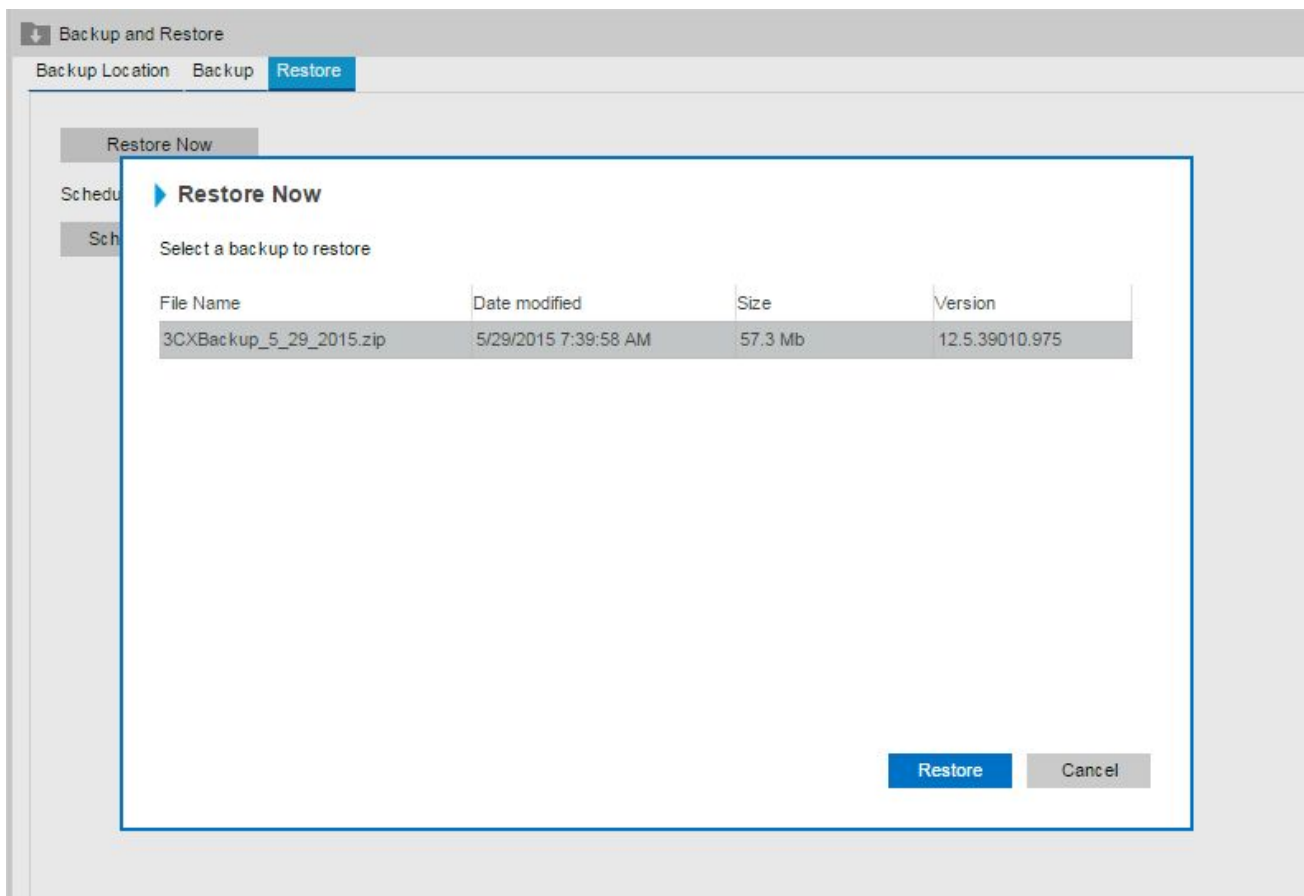 Backup and Restore
Backup Location Backup Restore
Restore Now
Schedu
Sch
Restore Now
Select a backup to restore
File Name Date modified Size Version
3CXBackup_5_29_2015.zip 5/29/2015 7:39:58 AM 57.3 Mb 12.5.39010.975
Restore Cancel